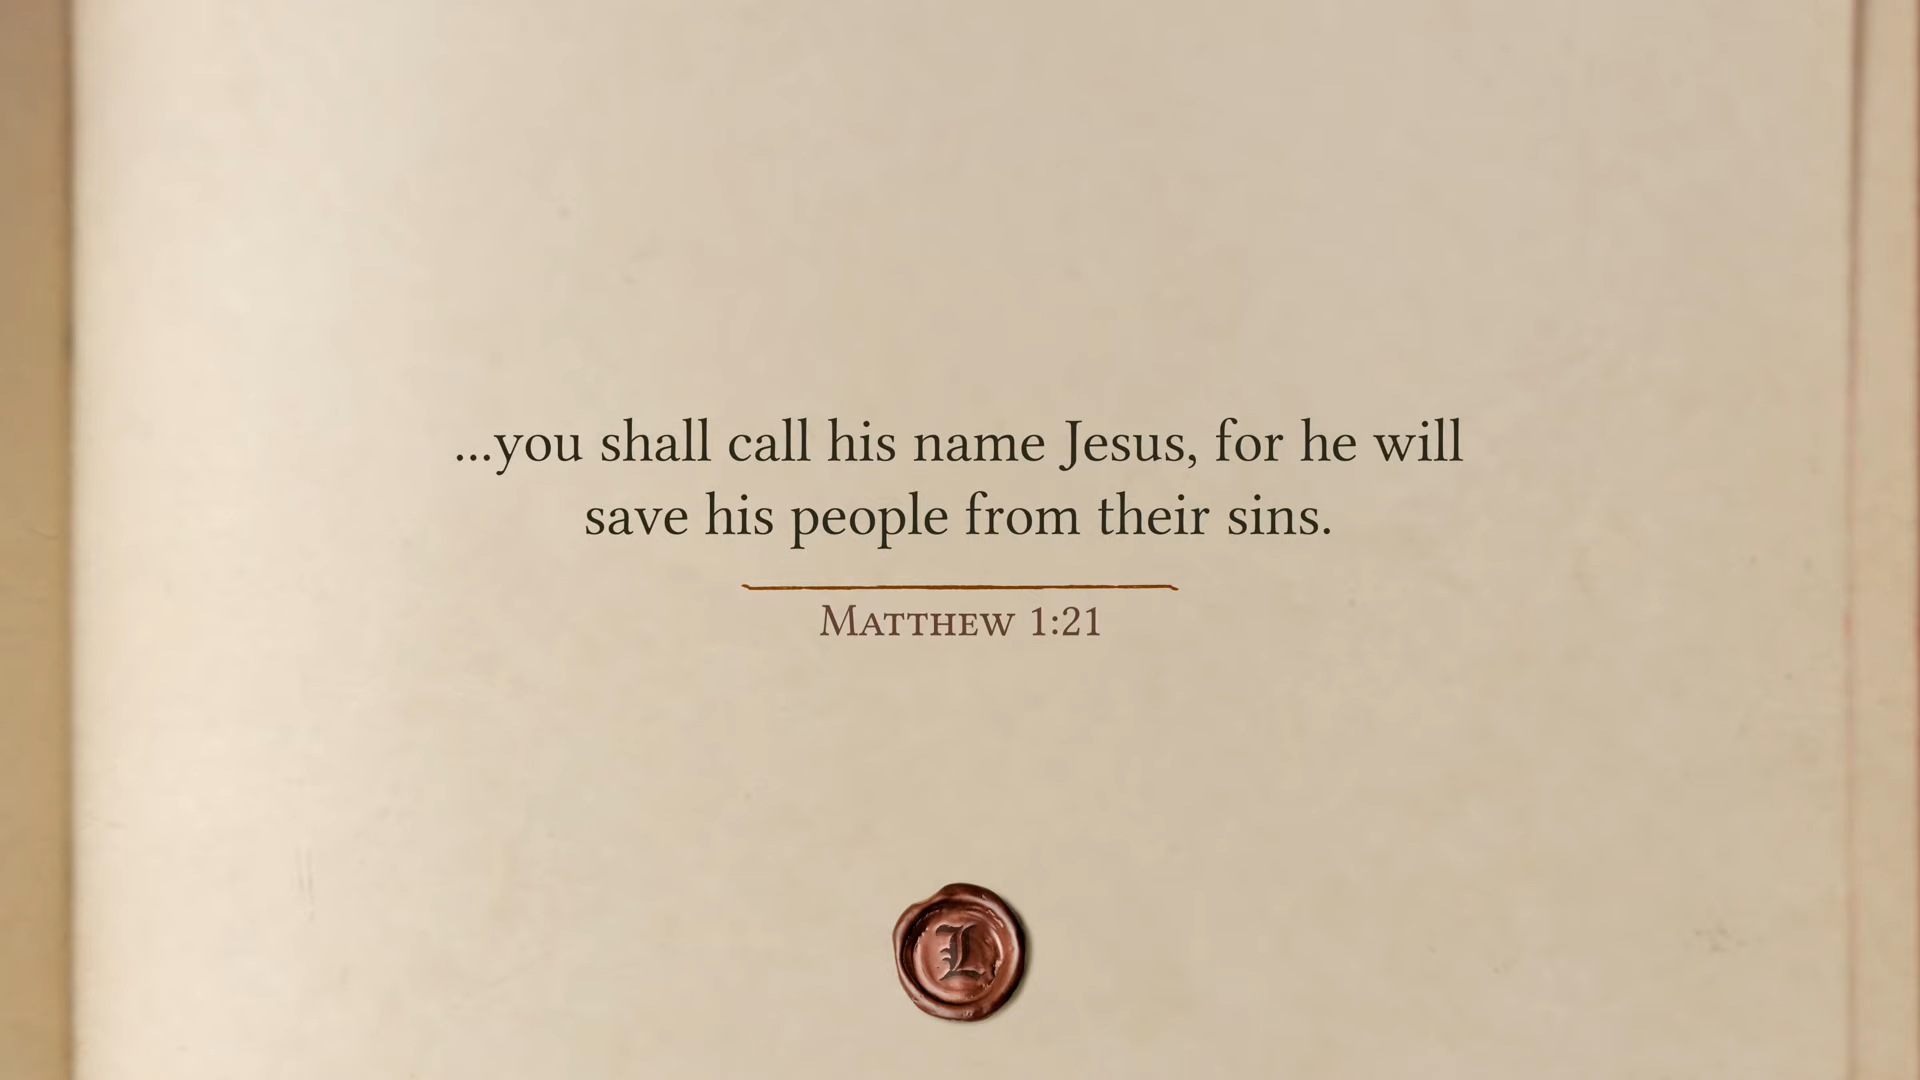 ...you shall call his name Jesus, for he will
save his people from their sins.
Matthew 1:21
L